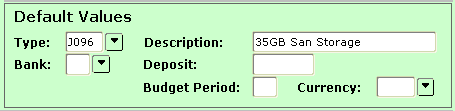 Default Values
Type: J096 Description: 35GB San Storage
Bank: Deposit:
Budget Period: Currency: